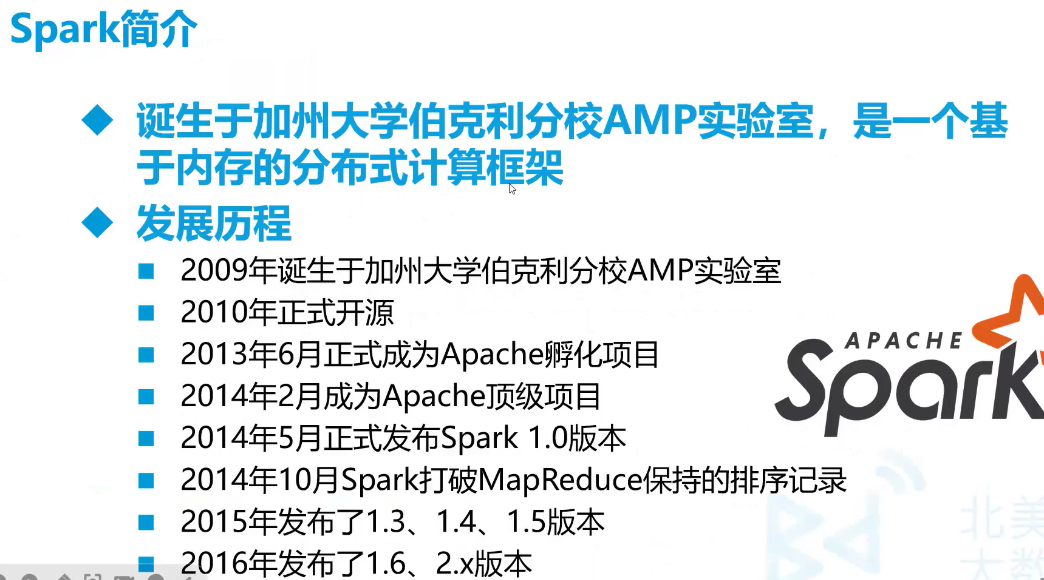 Spark简介
诞生于加州大学伯克利分校AMP实验室，是一个基
于内存的分布式计算框架
发展历程
2009年诞生于加州大学伯克利分校AMP实验室
2010年正式开源
2013年6月正式成为Apache孵化项目
2014年2月成为Apache顶级项目
2014年5月正式发布Spark 1.0版本
2014年10月Spark打破MapReduce保持的排序记录
2015年发布了1.3、1.4、1.5版本
2016年发布了1.6、2.x版本
APACHE
Spark
北美
大数